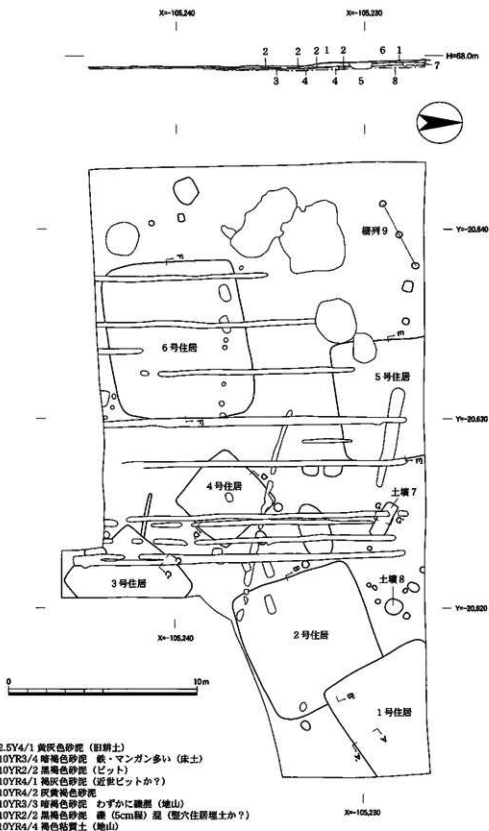 X=-105,240
X=-105,230
2 2 2 1 2 6 1
H=68.0m
7
3 4 4 5 8
Y=-20,840
柵列9
E
F
6号住居
5号住居
Y=-20,830
F
E
4号住居
土壙7
3号住居
C
B
土壙8
Y=-20,820
X=-105,240
2号住居
1号住居
B
A
A
0 10m
X=-105,230
2.5Y4/1 黄灰色砂泥（旧耕土）
10YR3/4 暗褐色砂泥 鉄・マンガン多い（床土）
10YR2/2 黒褐色砂泥（ピット）
10YR4/1 褐灰色砂泥（近世ピットか？）
10YR4/2 灰黄褐色砂泥
10YR3/3 暗褐色砂泥 わずかに礫混（地山）
10YR2/2 黒褐色砂泥 礫（5cm程）混（竪穴住居埋土か？）
10YR4/4 褐色粘質土（地山）